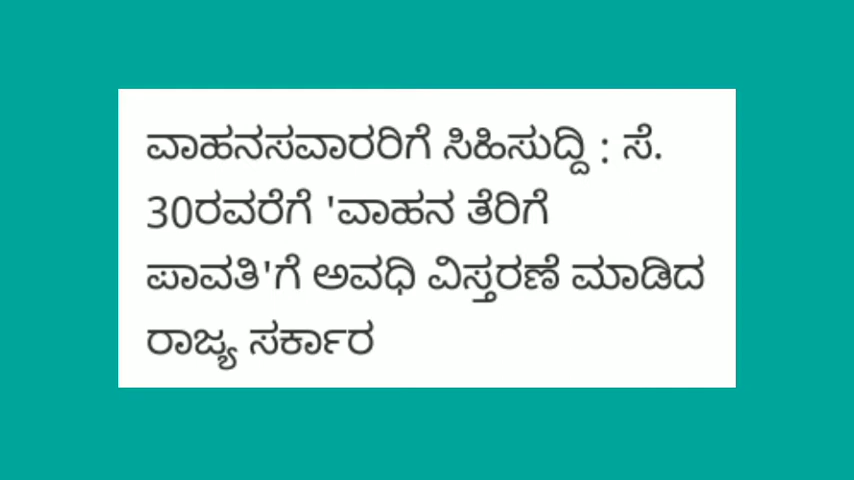 ವಾಹನಸವಾರರಿಗೆ ಸಿಹಿಸುದ್ದಿ : ಸೆ.
30ರವರೆಗೆ 'ವಾಹನ ತೆರಿಗೆ
ಪಾವತಿ'ಗೆ ಅವಧಿ ವಿಸ್ತರಣೆ ಮಾಡಿದ
ರಾಜ್ಯ ಸರ್ಕಾರ